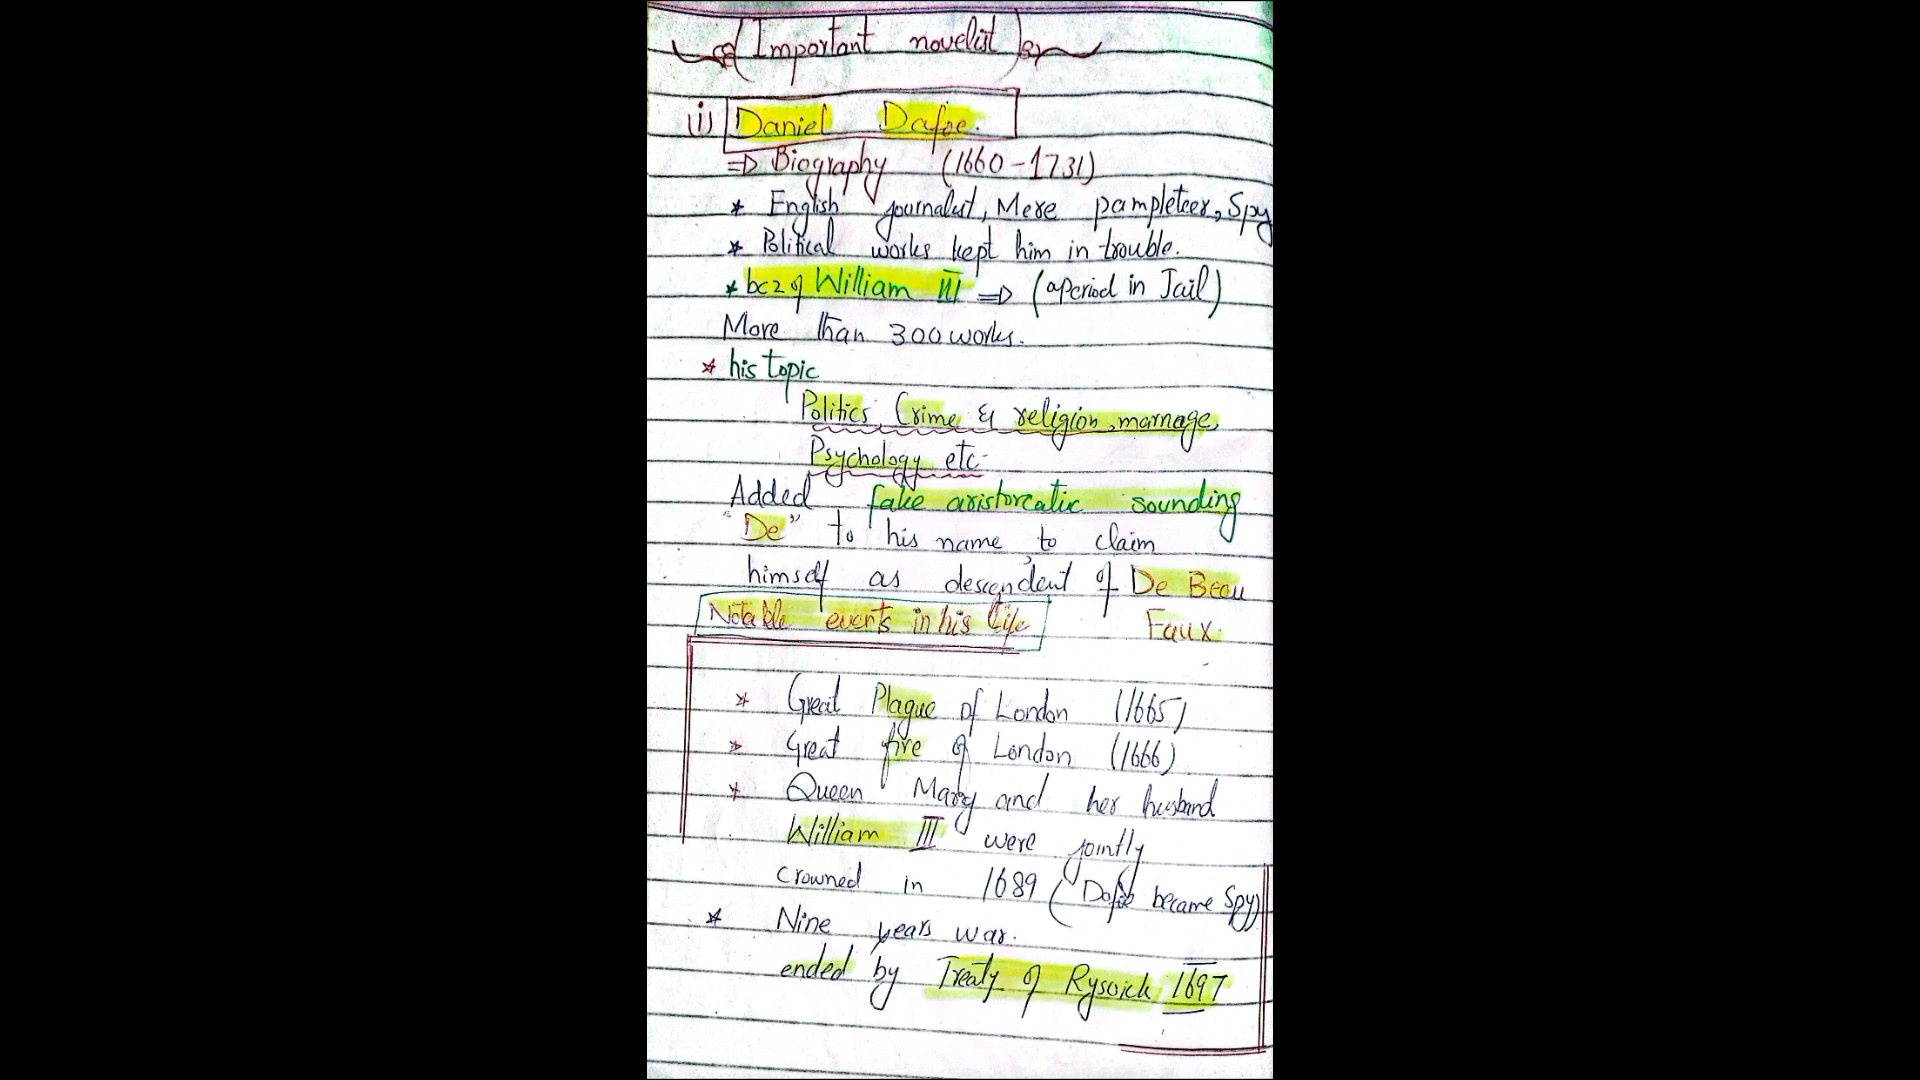 (Important novelist)
(i) Daniel Dafoe.
⇒ Biography (1660-1731)
* English journalist, Mere pampleteer, Spy
* Political works kept him in trouble.
* bcz of William III ⇒ (a period in Jail)
More than 300 works.
* his topic
Politics, Crime & religion, marriage,
Psychology etc.
Added fake aristorcatic sounding
"De" to his name to claim
himself as descendent of De Beau
Faux.
Notable events in his life
* Great Plague of London (1665)
* Great fire of London (1666)
* Queen Mary and her husband
William III were jointly
crowned in 1689 (Dafoe became Spy)
* Nine years war.
ended by Treaty of Ryswick 1697